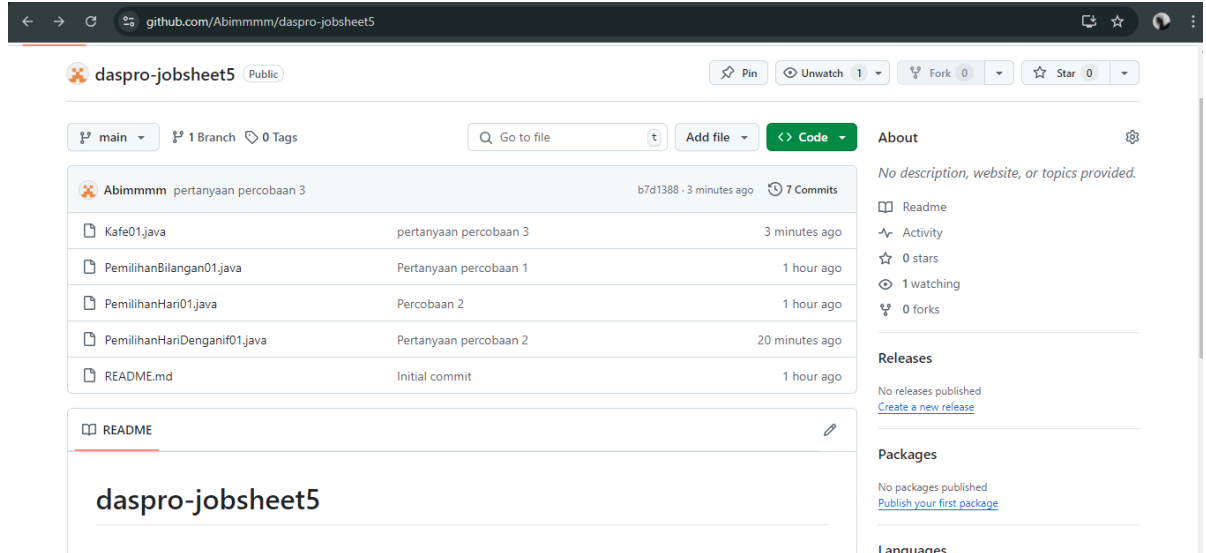 github.com/Abimmmm/daspro-jobsheet5
daspro-jobsheet5 Public
Pin
Unwatch 1
Fork 0
Star 0
main
1 Branch
0 Tags
Go to file
t
Add file
<> Code
Abimmmm pertanyaan percobaan 3 b7d1388 · 3 minutes ago 7 Commits
Kafe01.java pertanyaan percobaan 3 3 minutes ago
PemilihanBilangan01.java Pertanyaan percobaan 1 1 hour ago
PemilihanHari01.java Percobaan 2 1 hour ago
PemilihanHariDenganif01.java Pertanyaan percobaan 2 20 minutes ago
README.md Initial commit 1 hour ago
README
daspro-jobsheet5
About
No description, website, or topics provided.
Readme
Activity
0 stars
1 watching
0 forks
Releases
No releases published
Create a new release
Packages
No packages published
Publish your first package
Languages